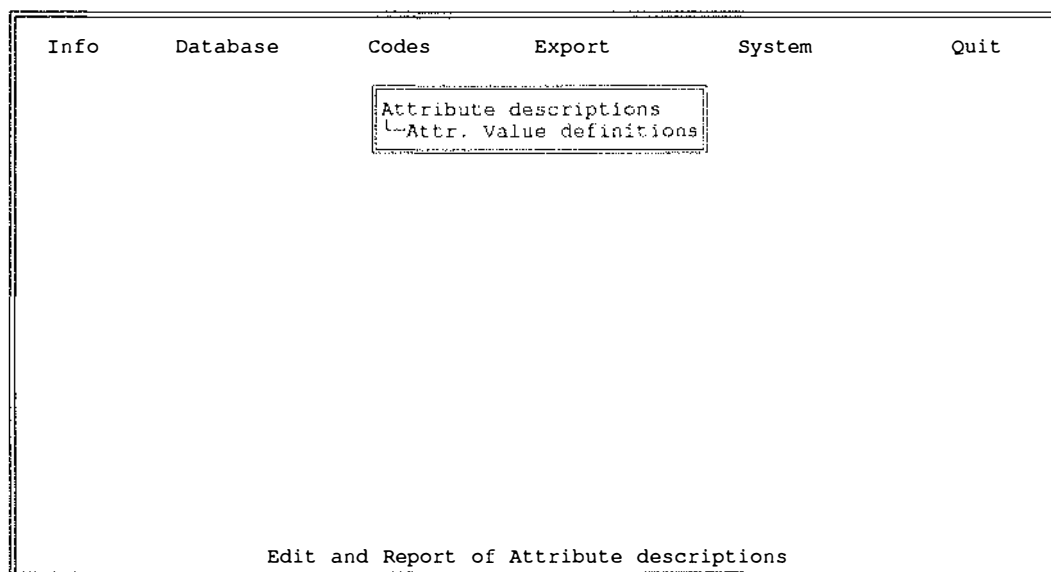 Info Database Codes Export System Quit
Attribute descriptions
Attr. Value definitions
Edit and Report of Attribute descriptions